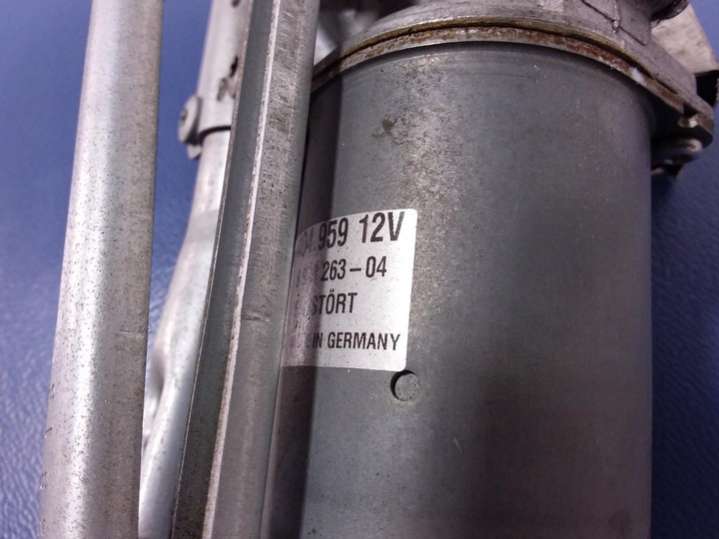 959 12V
263-04
STÖRT
IN GERMANY